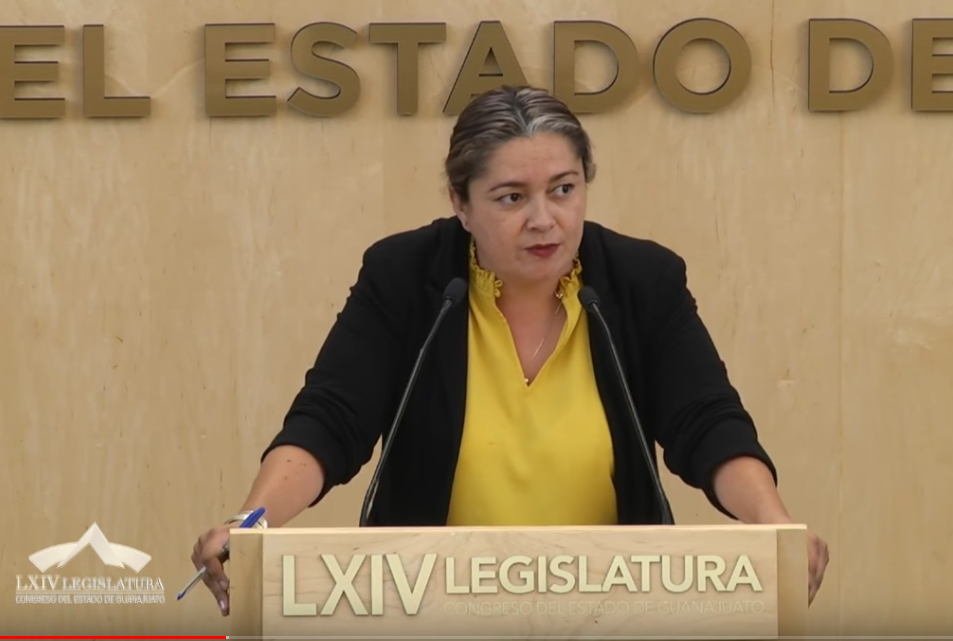 EL ESTADO DE
LXIV LEGISLATURA
CONGRESO DEL ESTADO DE GUANAJUATO
LXIV LEGISLATURA
CONGRESO DEL ESTADO DE GUANAJUATO